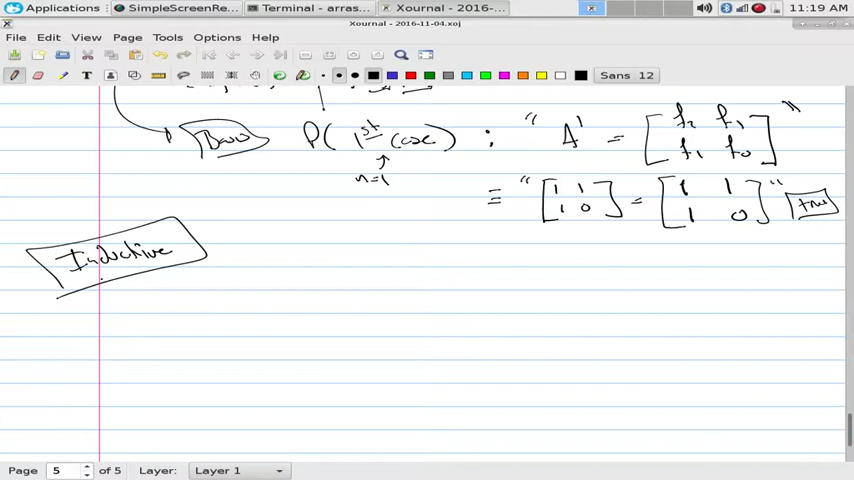 Applications SimpleScreenRe... Terminal - arras... Xournal - 2016-... 11:19 AM
Xournal - 2016-11-04.xoj
File Edit View Page Tools Options Help
Sans 12
Basis P( 1st case ) : " A¹ = [ f₂ f₁
f₁ f₀ ] "
n=1
≡ " [ 1 1
1 0 ] = [ 1 1
1 0 ] " true
Inductive
Page 5 of 5 Layer: Layer 1